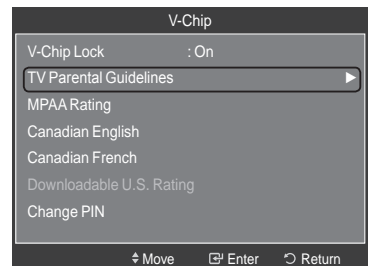 V-Chip
V-Chip Lock : On
TV Parental Guidelines
MPAA Rating
Canadian English
Canadian French
Downloadable U.S. Rating
Change PIN
Move Enter Return